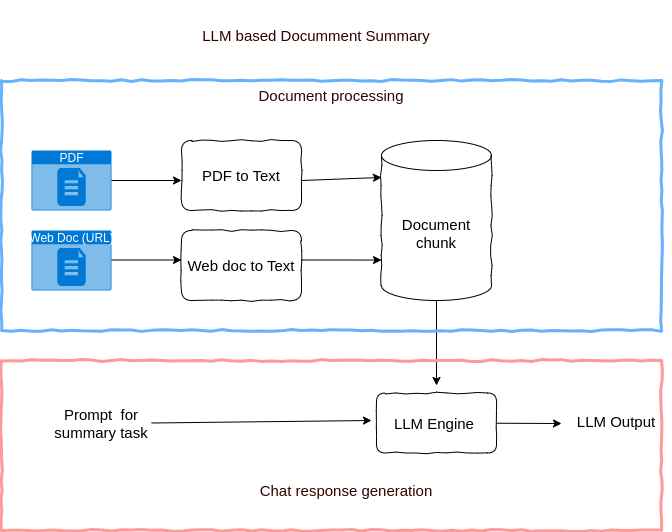 LLM based Documment Summary
Document processing
PDF
PDF to Text
Web Doc (URL)
Web doc to Text
Document
chunk
Prompt  for
summary task
LLM Engine
LLM Output
Chat response generation